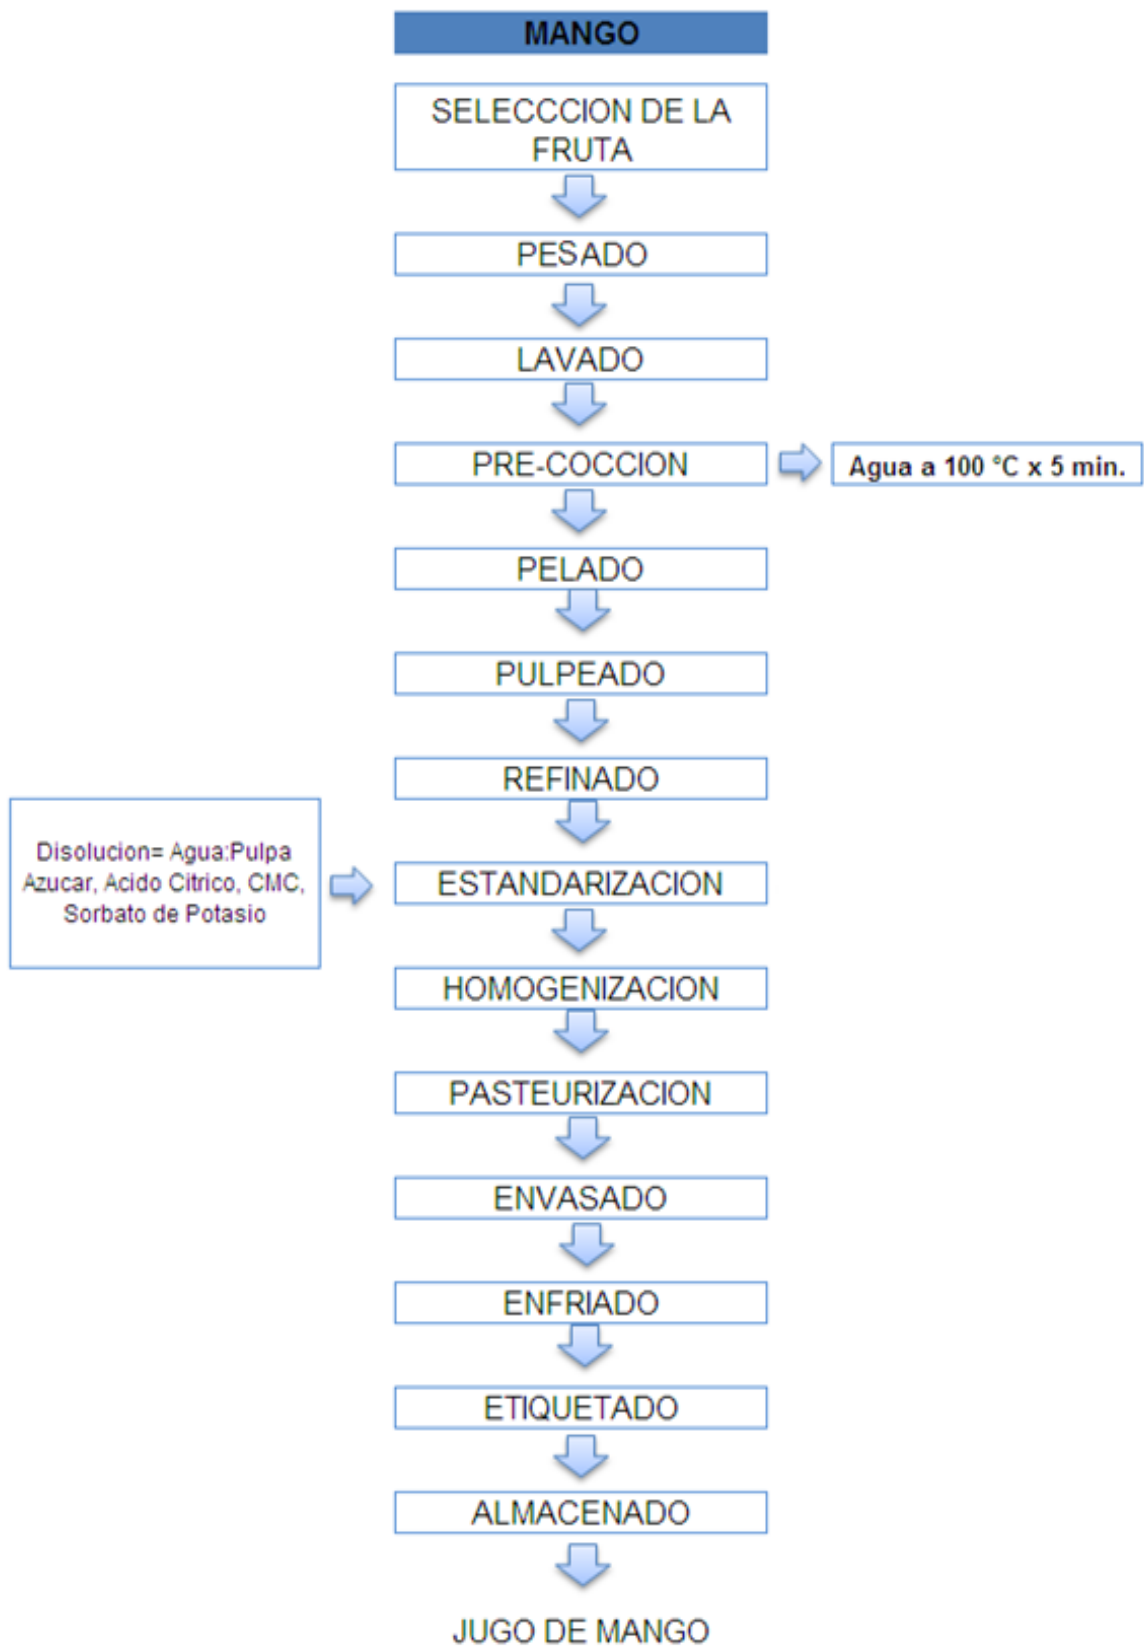 MANGO
SELECCCION DE LA
FRUTA
PESADO
LAVADO
PRE-COCCION
Agua a 100 °C x 5 min.
PELADO
PULPEADO
REFINADO
Disolucion= Agua:Pulpa
Azucar, Acido Citrico, CMC,
Sorbato de Potasio
ESTANDARIZACION
HOMOGENIZACION
PASTEURIZACION
ENVASADO
ENFRIADO
ETIQUETADO
ALMACENADO
JUGO DE MANGO